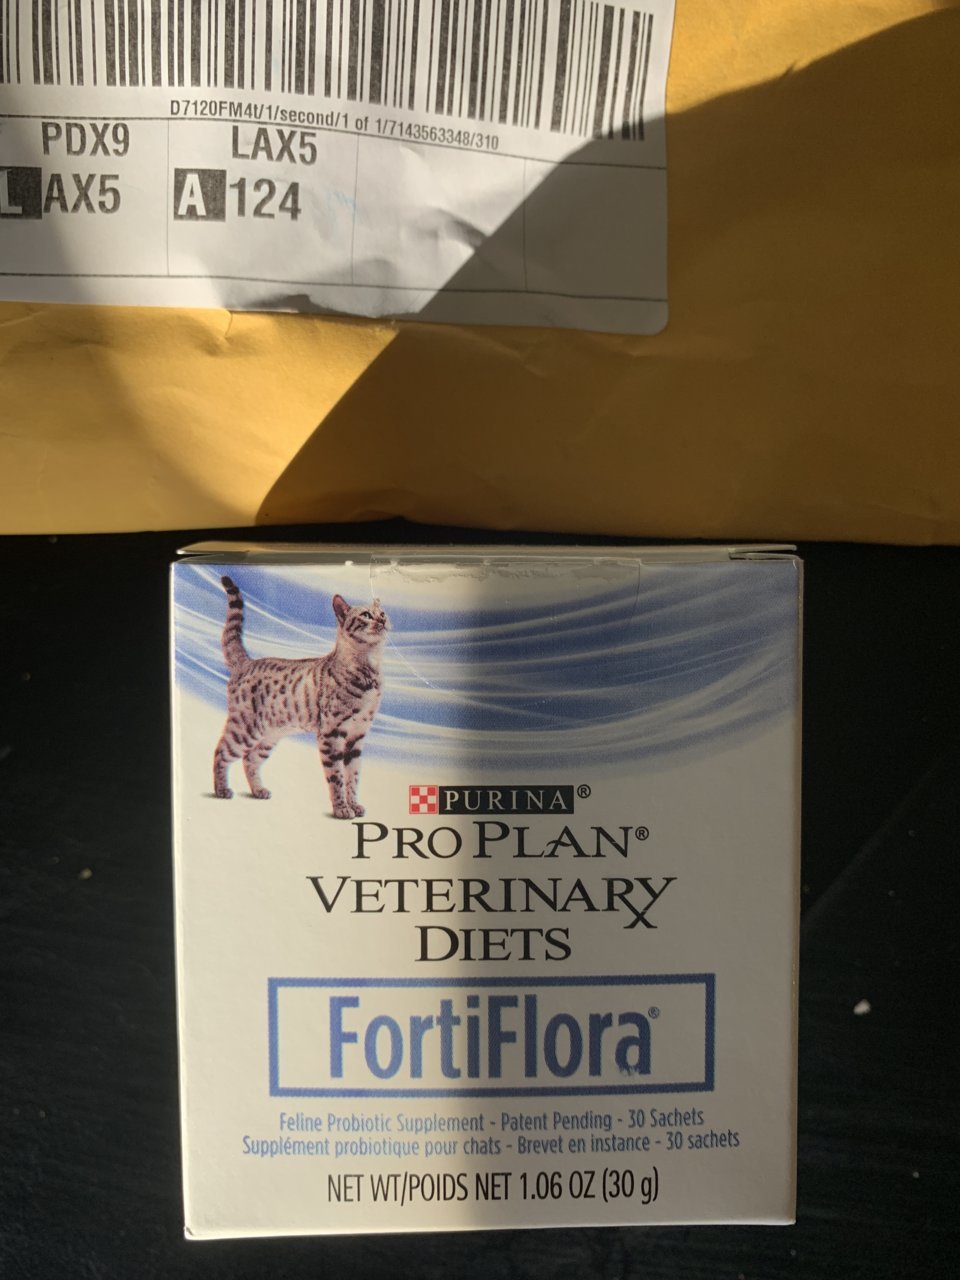 D7120FM4t/1/second/1 of 1/7143563348/310
PDX9 LAX5
LAX5 A 124
PURINA®
PRO PLAN®
VETERINARY
DIETS
FortiFlora®
Feline Probiotic Supplement - Patent Pending - 30 Sachets
Supplément probiotique pour chats - Brevet en instance - 30 sachets
NET WT/POIDS NET 1.06 OZ (30 g)